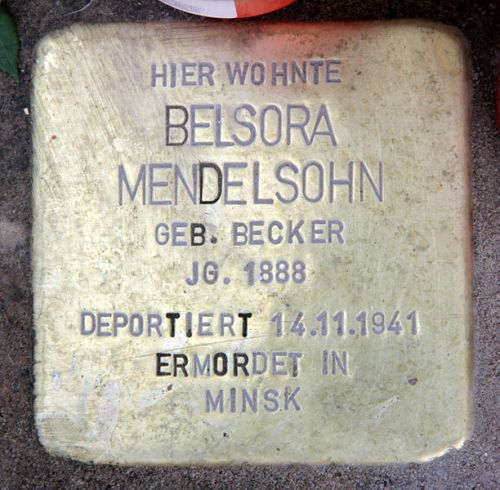 HIER WOHNTE
BELSORA
MENDELSOHN
GEB. BECKER
JG. 1888
DEPORTIERT 14.11.1941
ERMORDET IN
MINSK